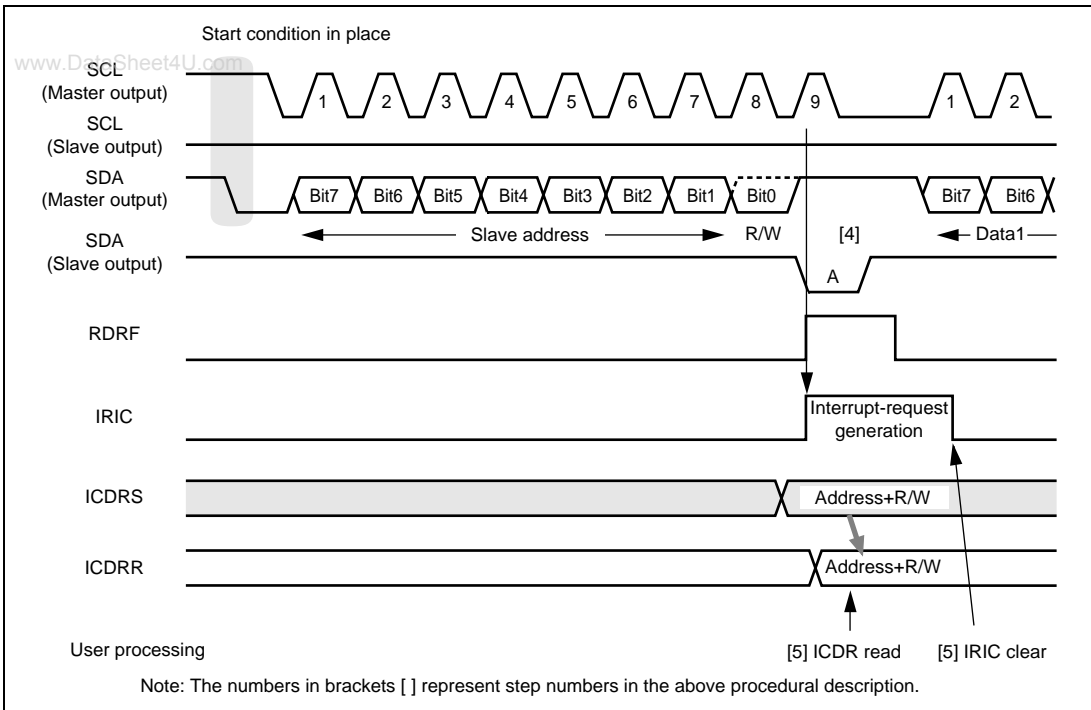 Start condition in place
www.DataSheet4U.com
SCL
(Master output)
1 2 3 4 5 6 7 8 9 1 2
SCL
(Slave output)
SDA
(Master output)
Bit7 Bit6 Bit5 Bit4 Bit3 Bit2 Bit1 Bit0 Bit7 Bit6
Slave address R/W [4] Data1
SDA
(Slave output)
A
RDRF
IRIC
Interrupt-request
generation
ICDRS
Address+R/W
ICDRR
Address+R/W
User processing
[5] ICDR read [5] IRIC clear
Note: The numbers in brackets [ ] represent step numbers in the above procedural description.